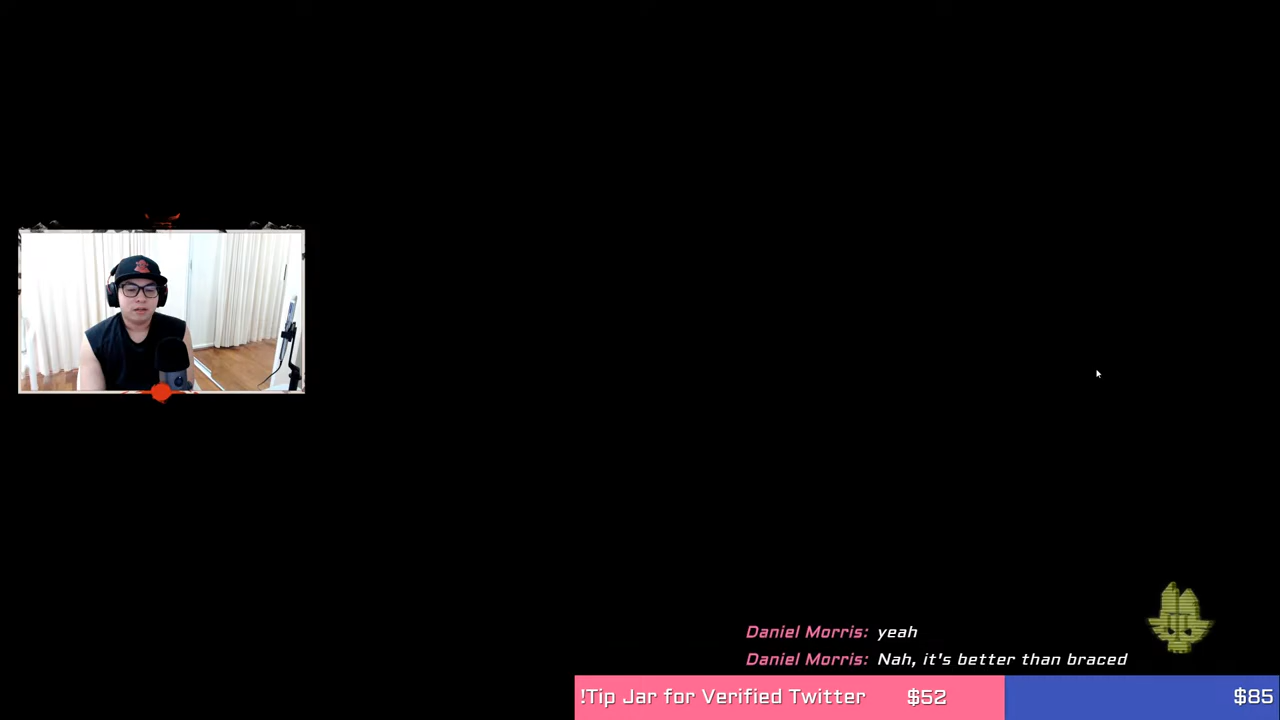 Daniel Morris: yeah
Daniel Morris: Nah, it's better than braced
!Tip Jar for Verified Twitter $52 $85